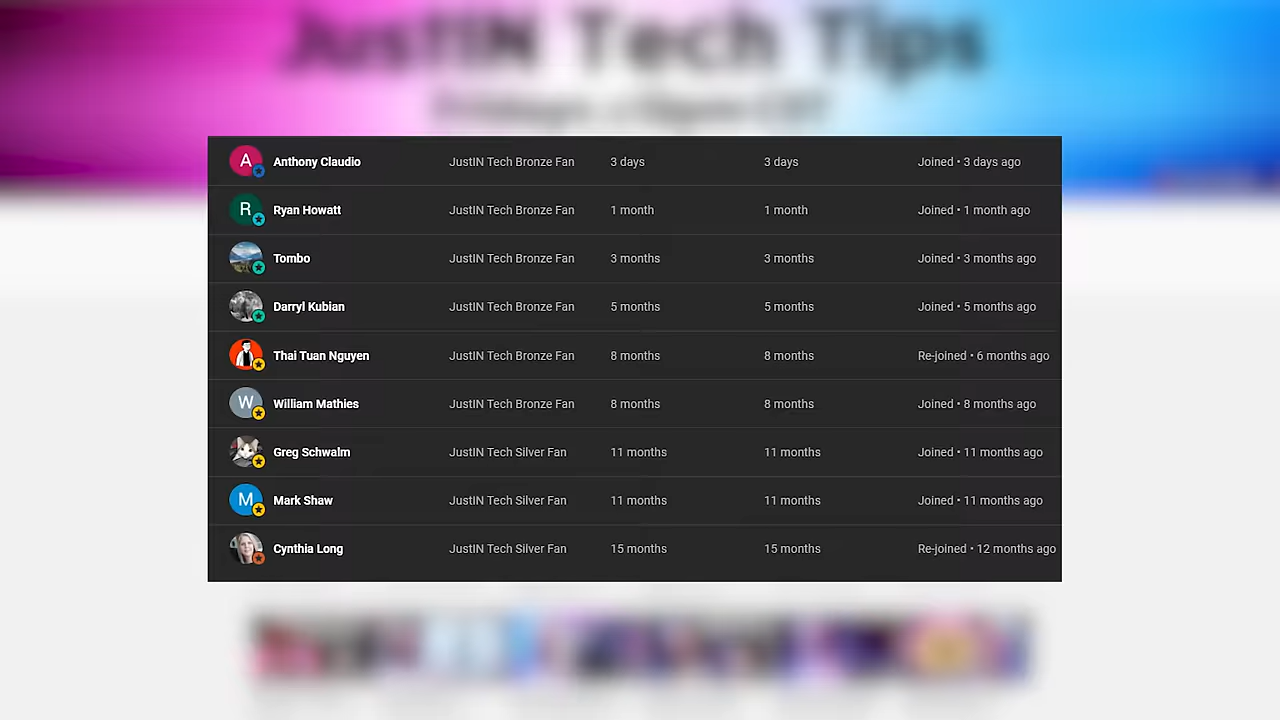 JustIN Tech Tips
A Anthony Claudio JustIN Tech Bronze Fan 3 days 3 days Joined • 3 days ago
R Ryan Howatt JustIN Tech Bronze Fan 1 month 1 month Joined • 1 month ago
Tombo JustIN Tech Bronze Fan 3 months 3 months Joined • 3 months ago
Darryl Kubian JustIN Tech Bronze Fan 5 months 5 months Joined • 5 months ago
Thai Tuan Nguyen JustIN Tech Bronze Fan 8 months 8 months Re-joined • 6 months ago
W William Mathies JustIN Tech Bronze Fan 8 months 8 months Joined • 8 months ago
Greg Schwalm JustIN Tech Silver Fan 11 months 11 months Joined • 11 months ago
M Mark Shaw JustIN Tech Silver Fan 11 months 11 months Joined • 11 months ago
Cynthia Long JustIN Tech Silver Fan 15 months 15 months Re-joined • 12 months ago